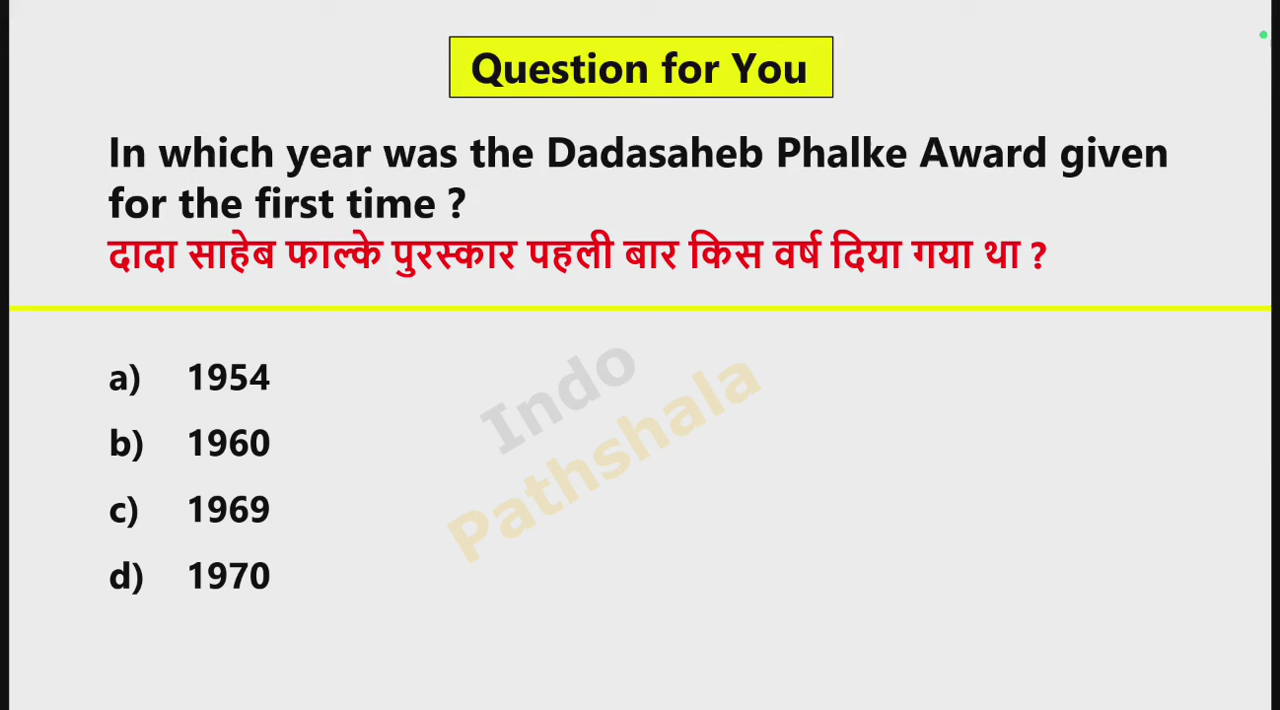 Question for You
In which year was the Dadasaheb Phalke Award given
for the first time ?
दादा साहेब फाल्के पुरस्कार पहली बार किस वर्ष दिया गया था ?
a) 1954
b) 1960
c) 1969
d) 1970
Indo
Pathshala